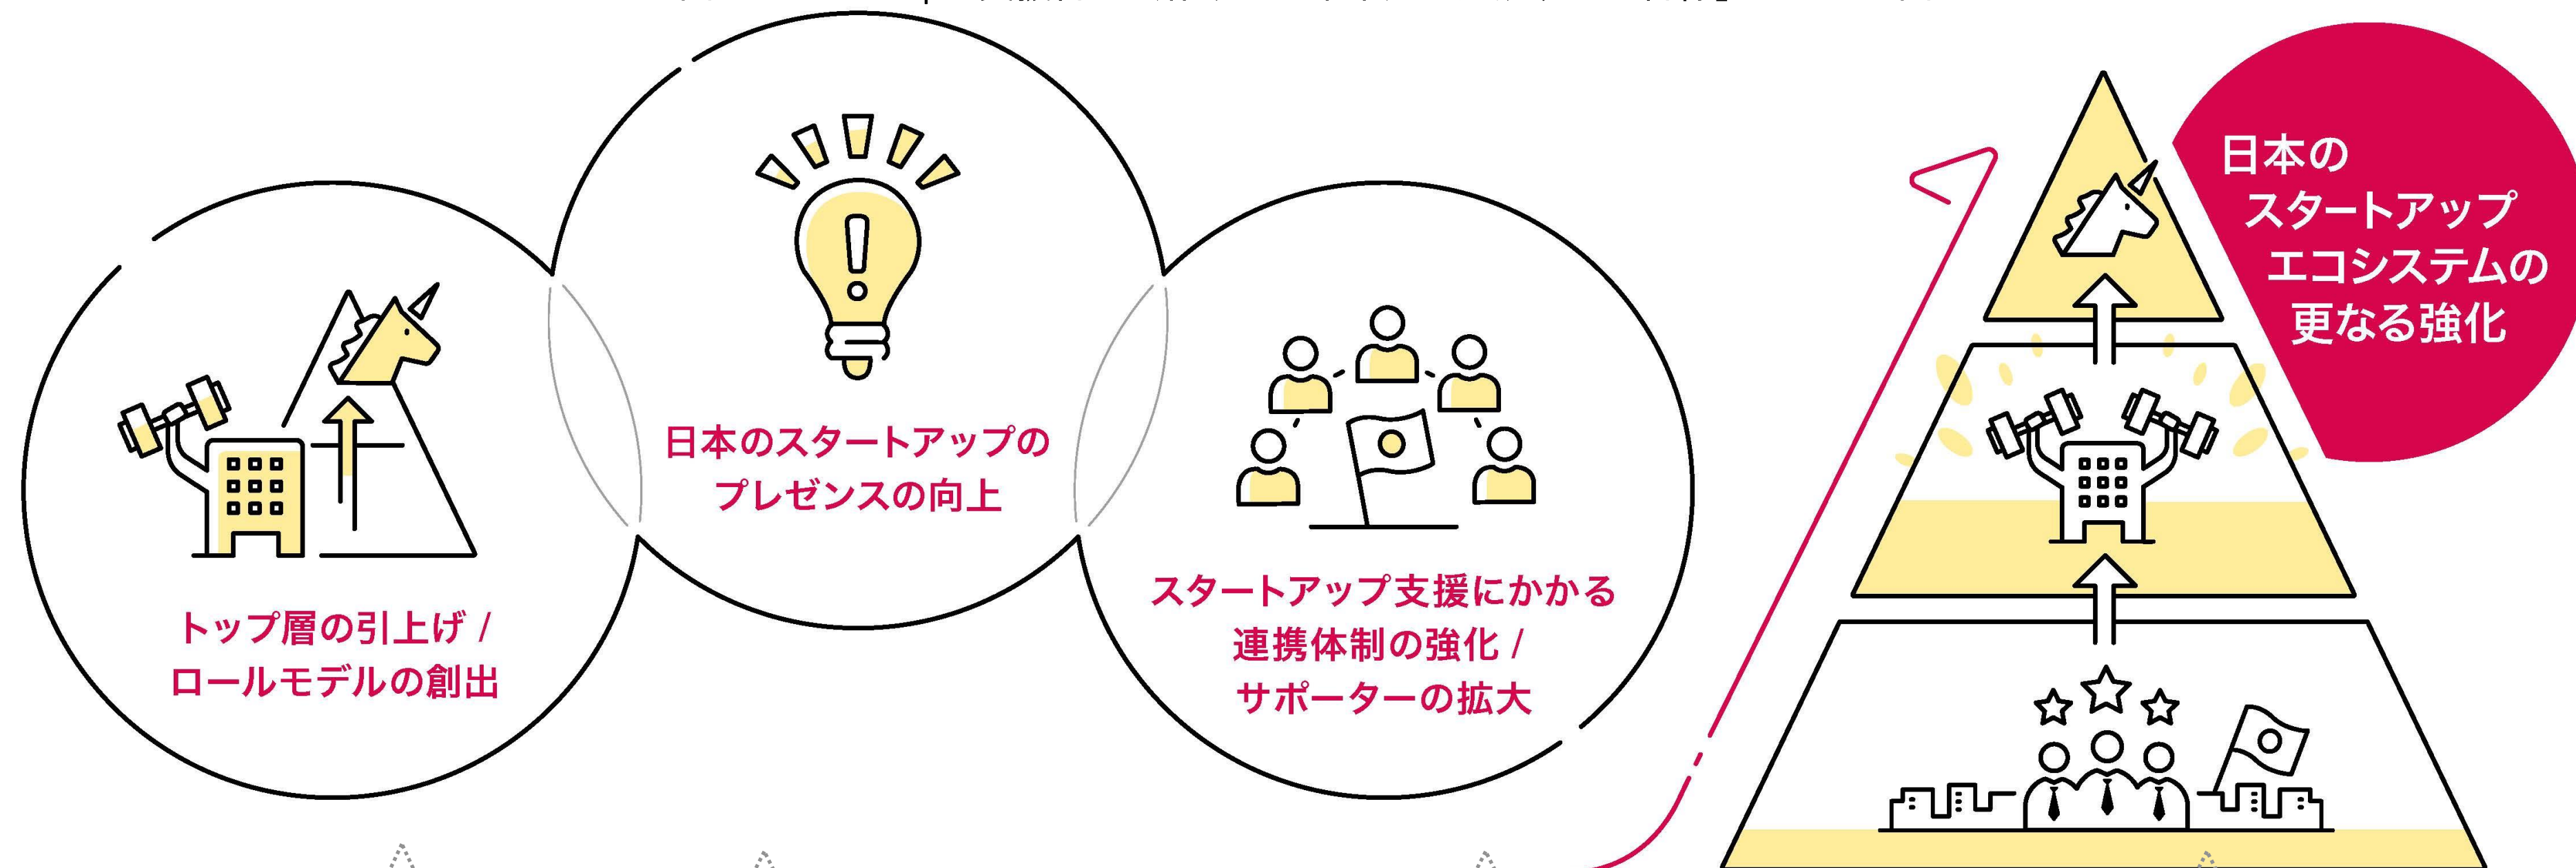 トップ層の引上げ /
ロールモデルの創出
日本のスタートアップの
プレゼンスの向上
スタートアップ支援にかかる
連携体制の強化 /
サポーターの拡大
日本の
スタートアップ
エコシステムの
更なる強化